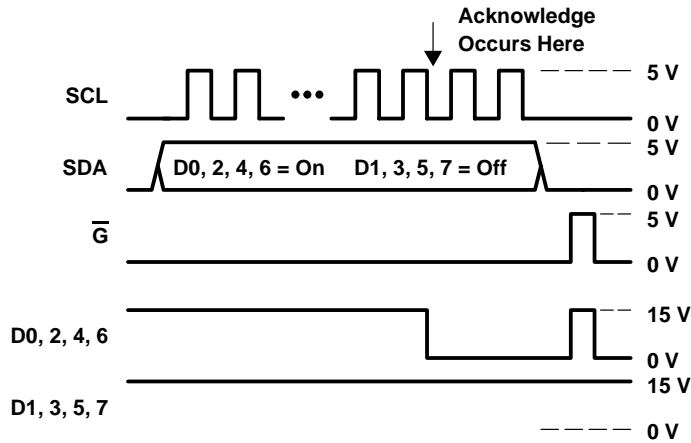 Acknowledge
Occurs Here
SCL
5 V
0 V
SDA
D0, 2, 4, 6 = On D1, 3, 5, 7 = Off
5 V
0 V
G
5 V
0 V
D0, 2, 4, 6
15 V
0 V
D1, 3, 5, 7
15 V
0 V